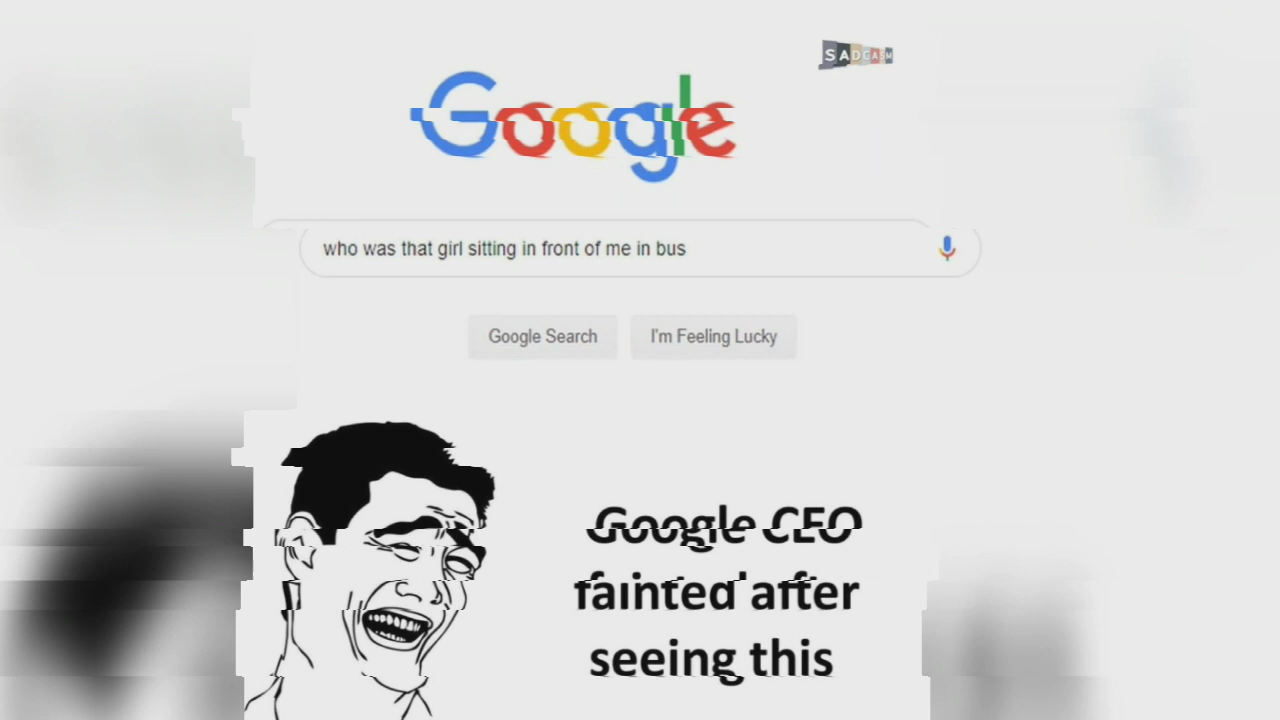 SADCASM
Google
who was that girl sitting in front of me in bus
Google Search
I'm Feeling Lucky
Google CEO
fainted after
seeing this